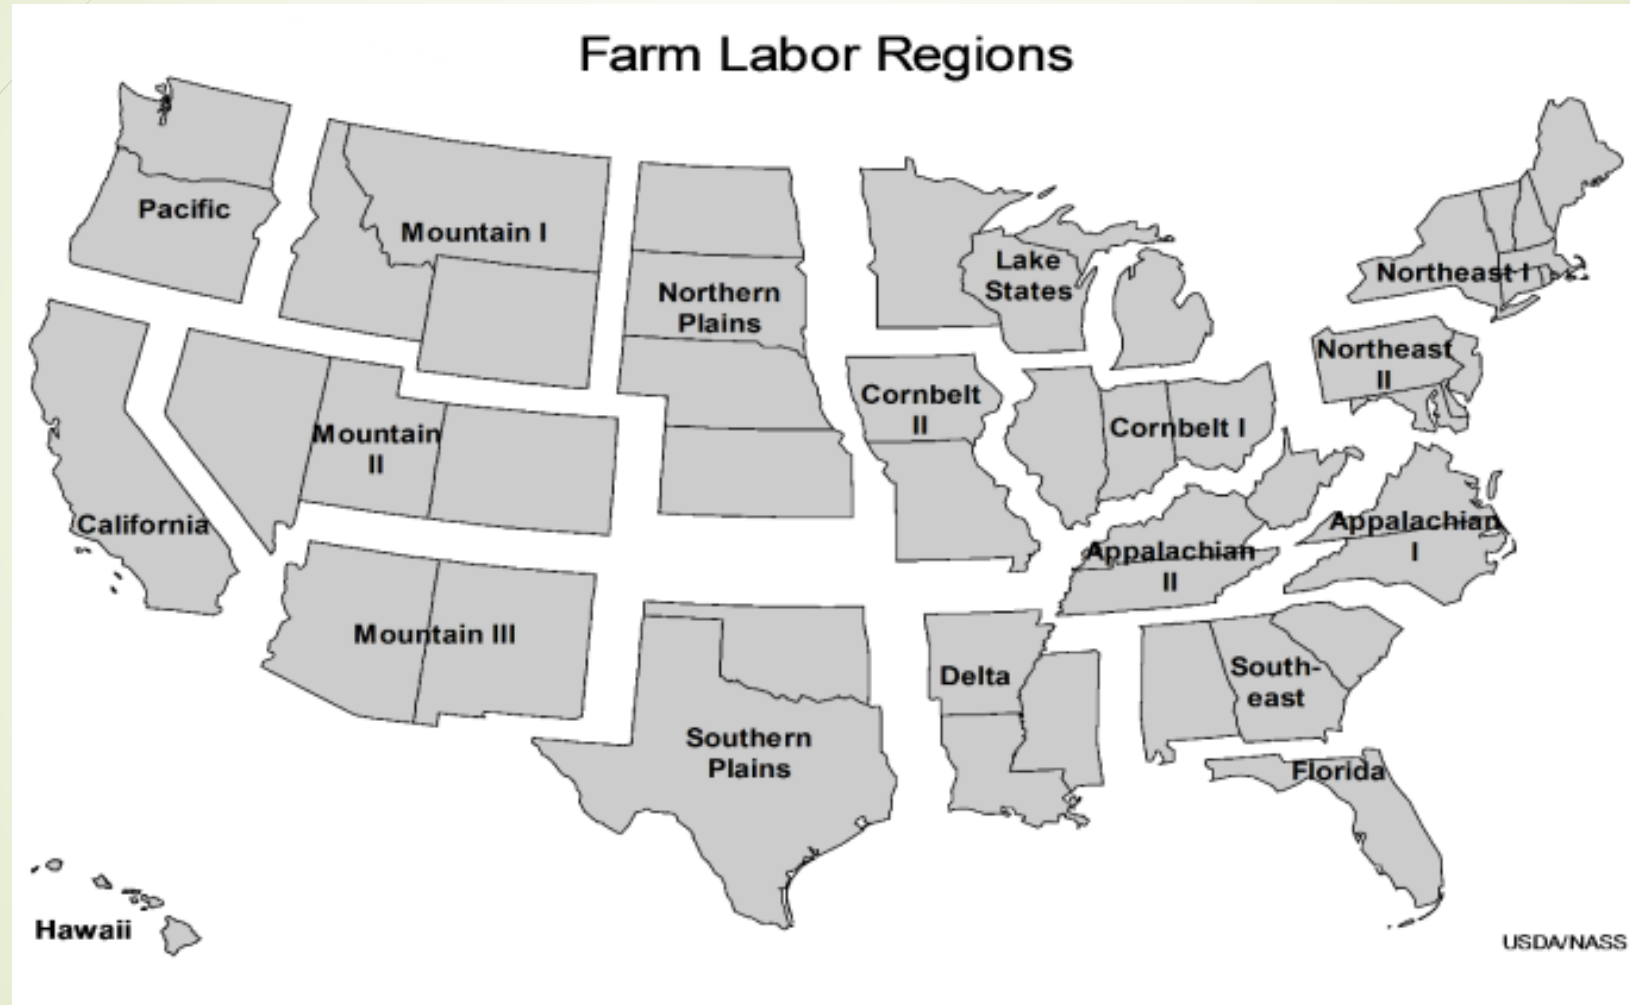 Farm Labor Regions
Pacific
Mountain I
Northern
Plains
Lake
States
Northeast I
Northeast
II
Cornbelt
II
Cornbelt I
Mountain
II
California
Appalachian
I
Appalachian
II
Mountain III
Delta
South-
east
Southern
Plains
Florida
Hawaii
USDA/NASS